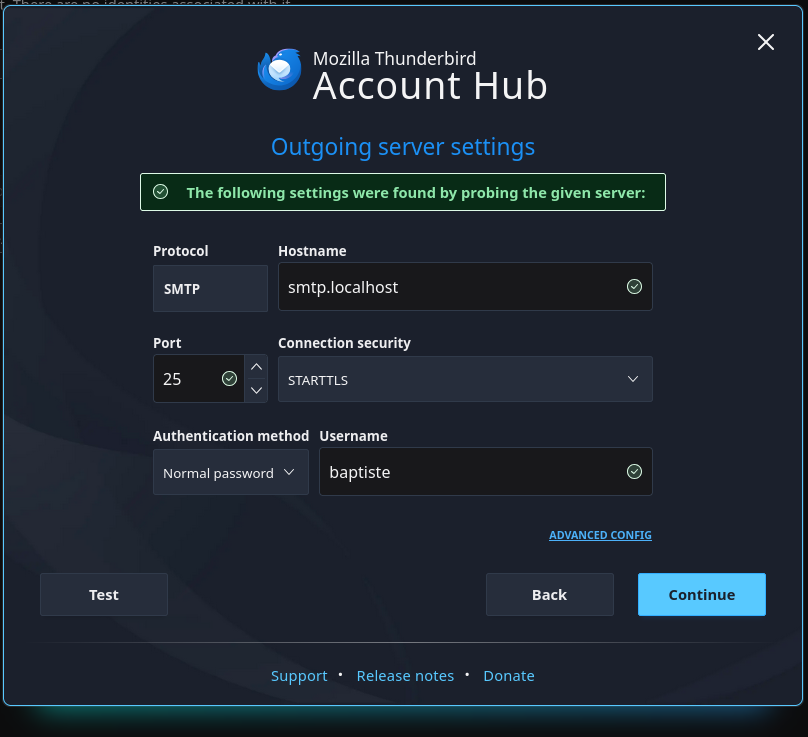 t. There are no identities associated with it.
Mozilla Thunderbird
Account Hub
Outgoing server settings
The following settings were found by probing the given server:
Protocol Hostname
SMTP smtp.localhost
Port Connection security
25 STARTTLS
Authentication method Username
Normal password baptiste
ADVANCED CONFIG
Test Back Continue
Support • Release notes • Donate